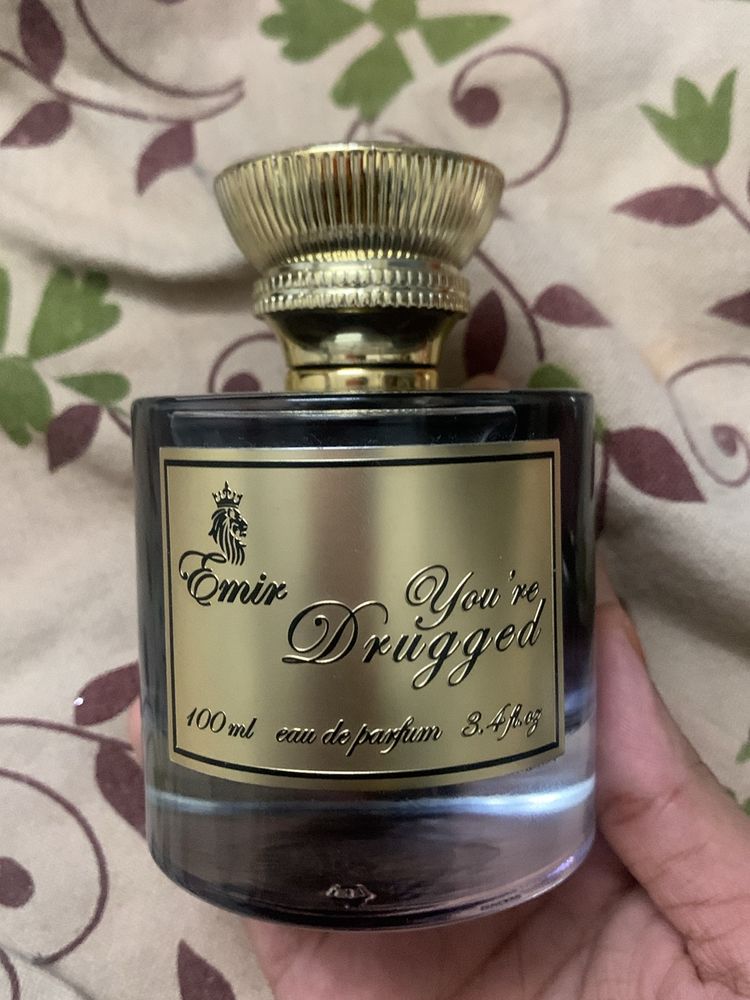 Emir
You're
Drugged
100 ml eau de parfum 3.4 fl.oz